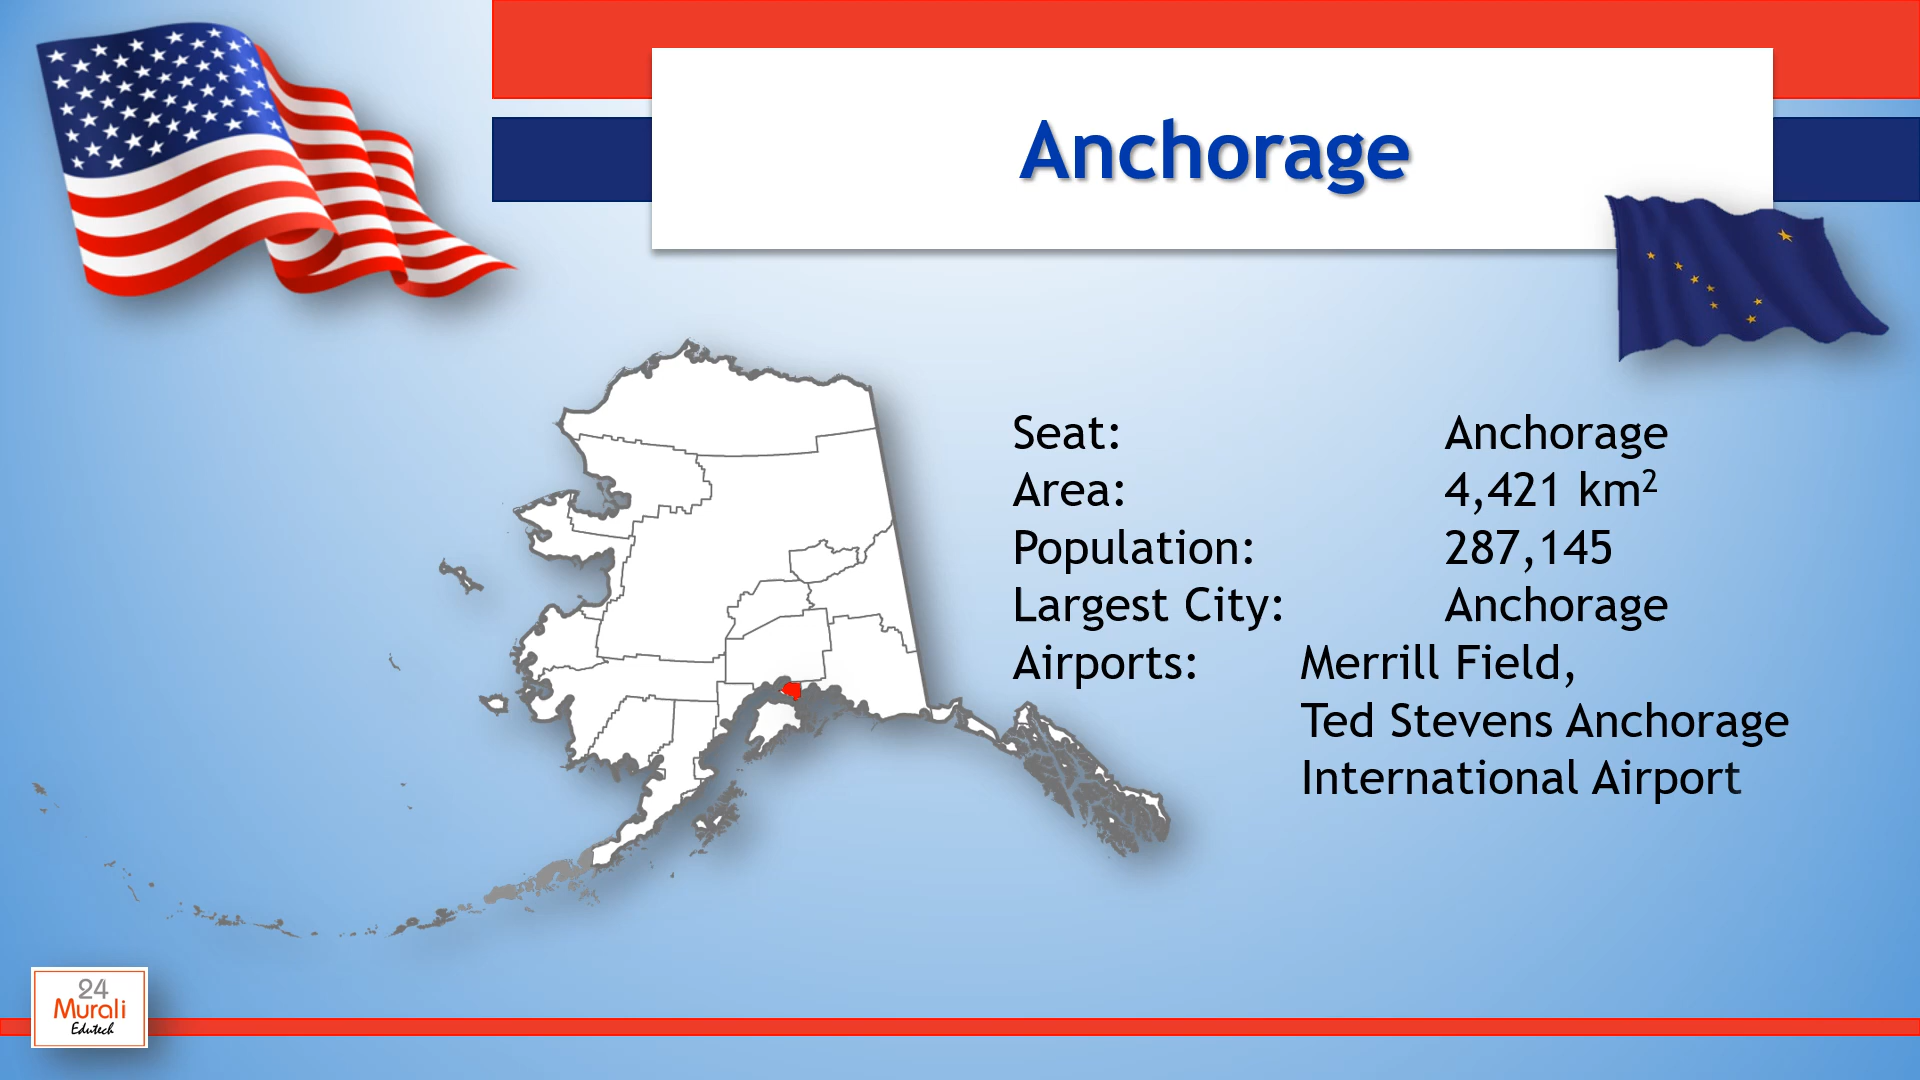 Anchorage
Seat: Anchorage
Area: 4,421 km²
Population: 287,145
Largest City: Anchorage
Airports: Merrill Field,
Ted Stevens Anchorage
International Airport
24
Murali
Edutech